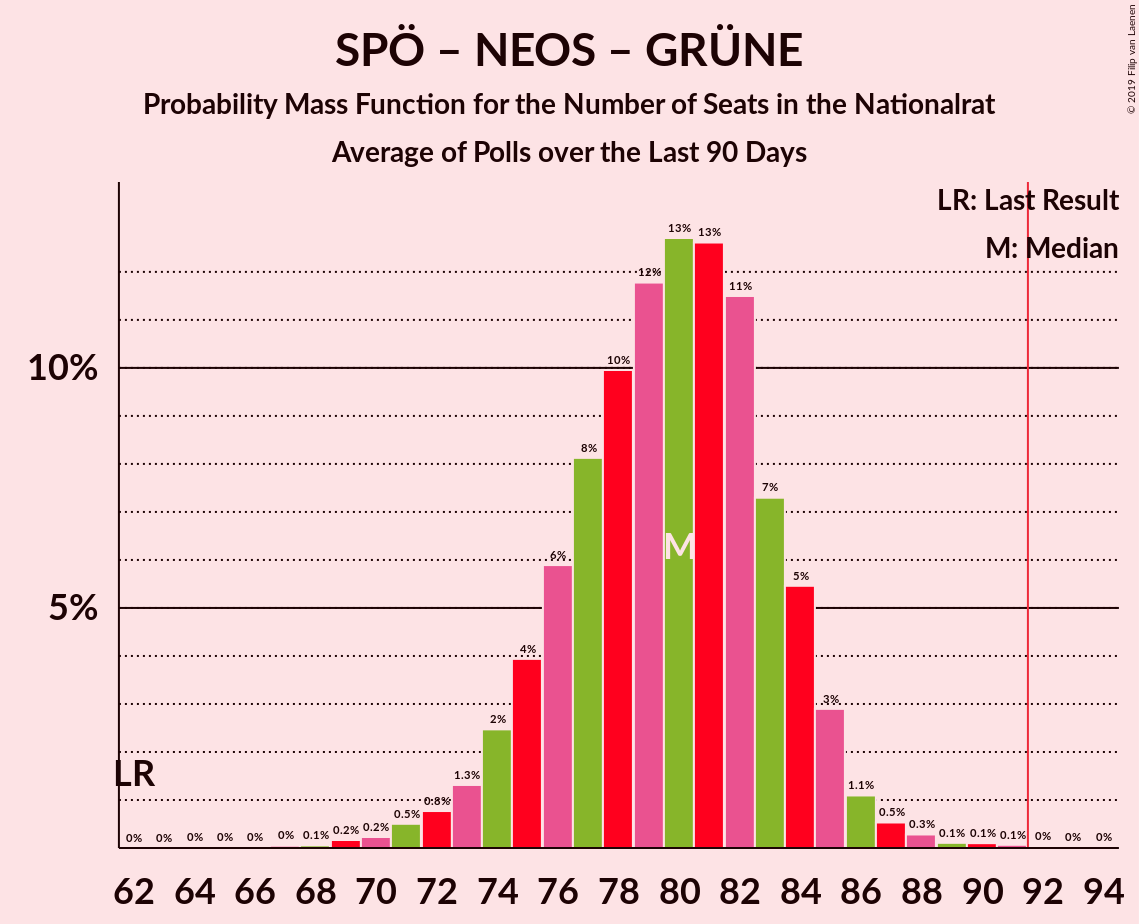 SPÖ – NEOS – GRÜNE
Probability Mass Function for the Number of Seats in the Nationalrat
Average of Polls over the Last 90 Days
© 2019 Filip van Laenen
LR: Last Result
M: Median
10%
5%
LR
M
0% 0% 0% 0% 0% 0% 0.1% 0.2% 0.2% 0.5% 0.8% 1.3% 2% 4% 6% 8% 10% 12% 13% 13% 11% 7% 5% 3% 1.1% 0.5% 0.3% 0.1% 0.1% 0.1% 0% 0% 0%
62 64 66 68 70 72 74 76 78 80 82 84 86 88 90 92 94